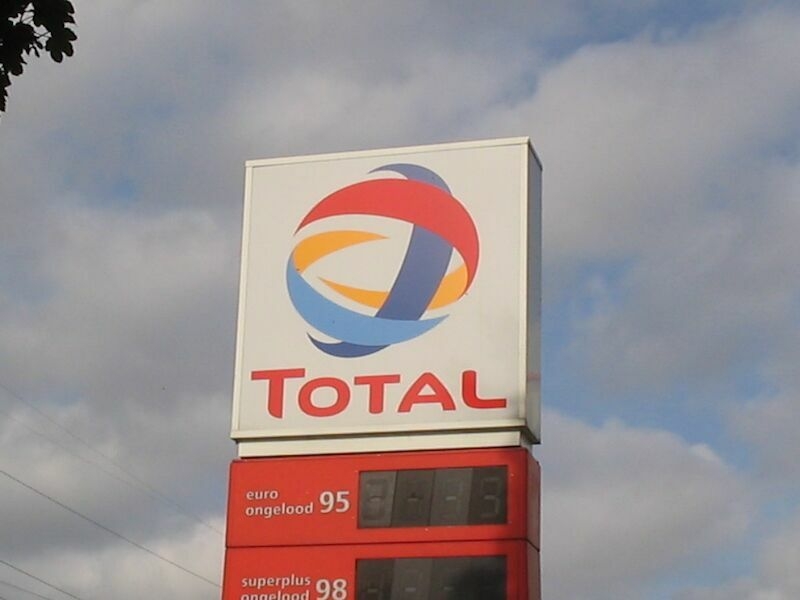 TOTAL
euro
ongelood 95
superplus
ongelood 98